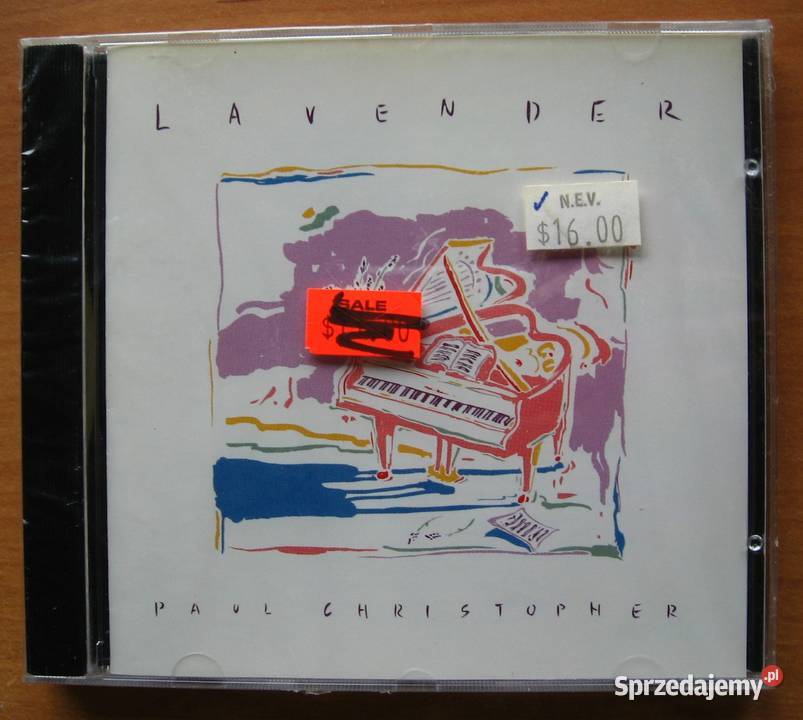 LAVENDER
✓ N.E.V.
$16.00
SALE
PAUL CHRISTOPHER
Sprzedajemy.pl